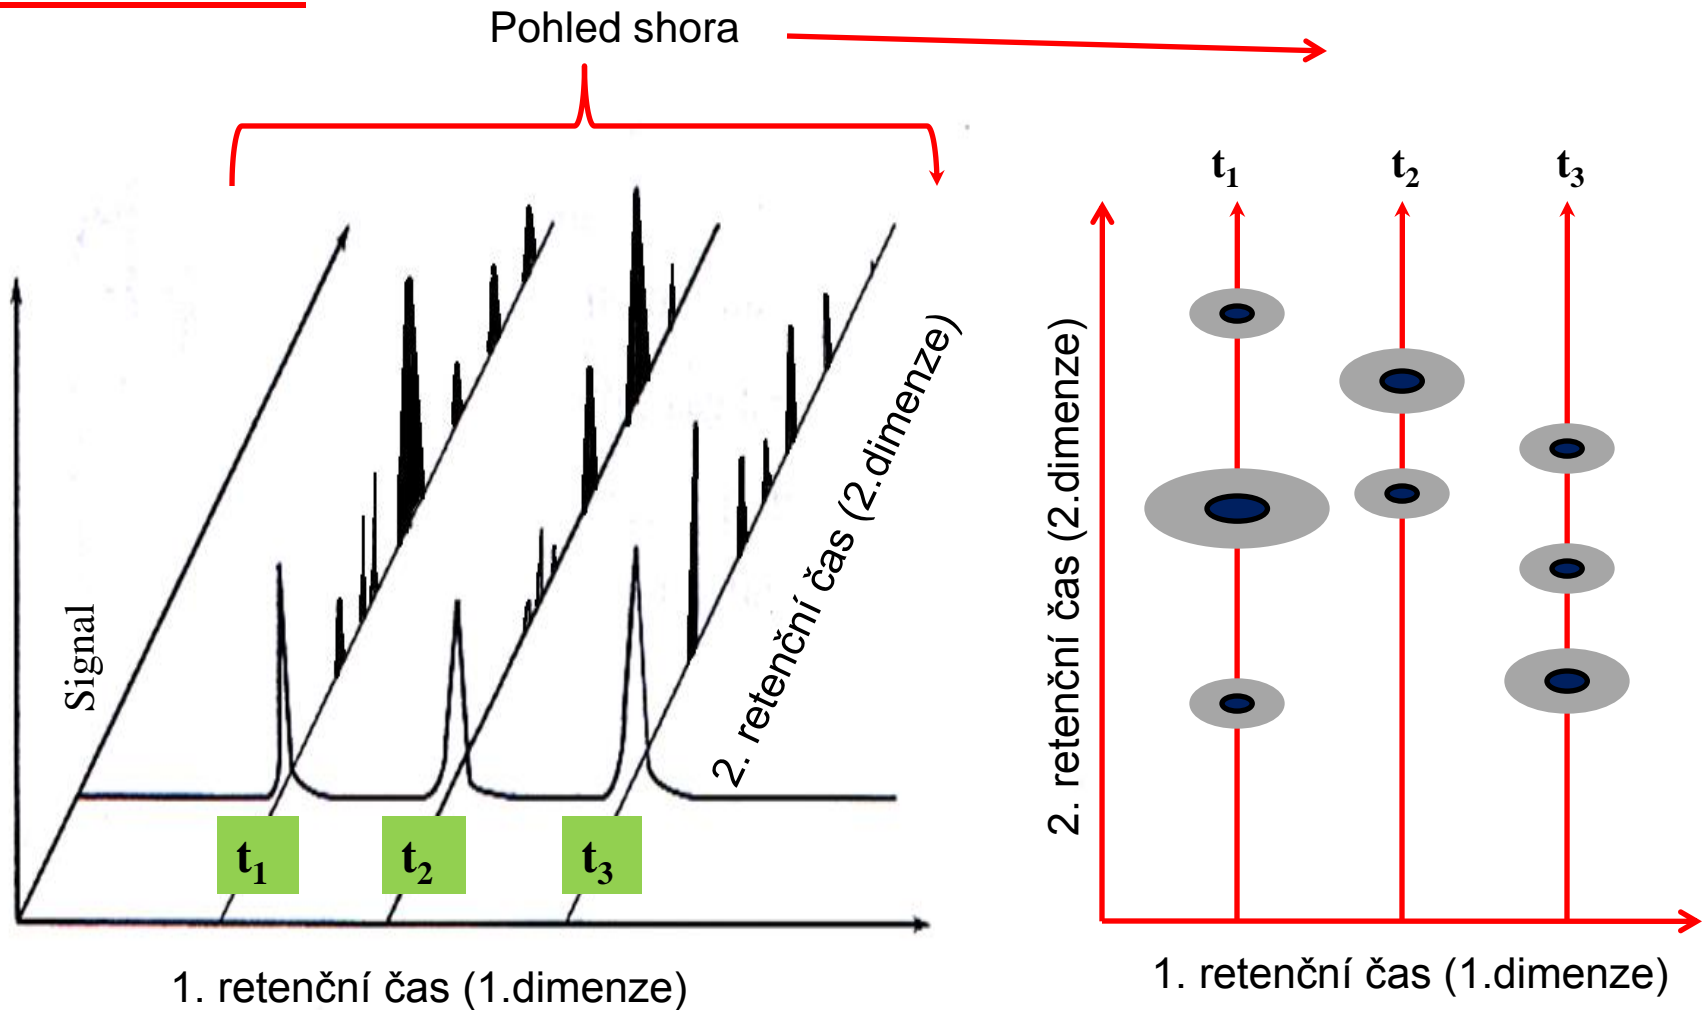 Pohled shora
t1
t2
t3
Signal
2. retenční čas (2.dimenze)
2. retenční čas (2.dimenze)
t1
t2
t3
1. retenční čas (1.dimenze)
1. retenční čas (1.dimenze)